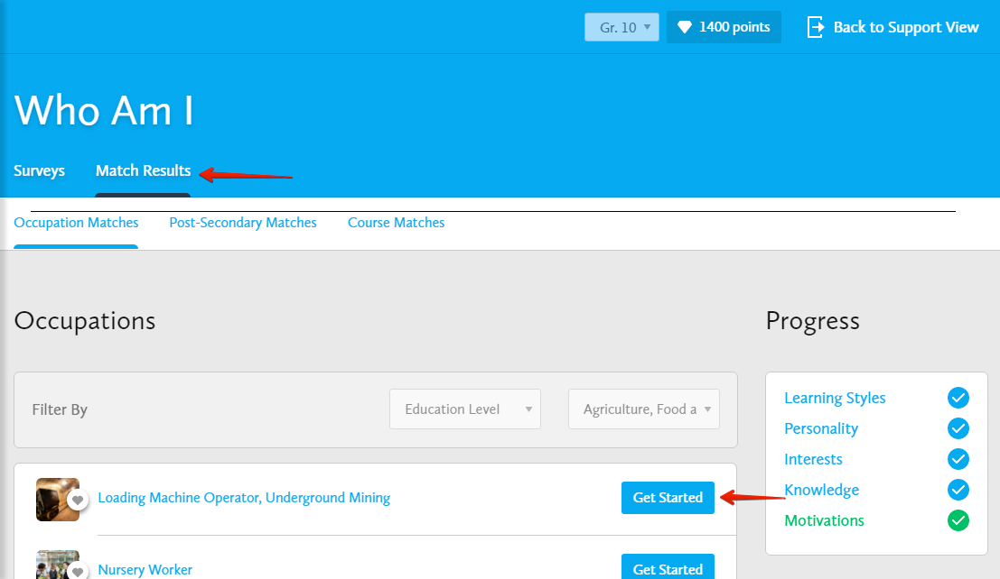 Gr. 10
1400 points
Back to Support View
Who Am I
Surveys
Match Results
Occupation Matches
Post-Secondary Matches
Course Matches
Occupations
Progress
Filter By
Education Level
Agriculture, Food a
Learning Styles
Personality
Interests
Knowledge
Motivations
Loading Machine Operator, Underground Mining
Get Started
Nursery Worker
Get Started